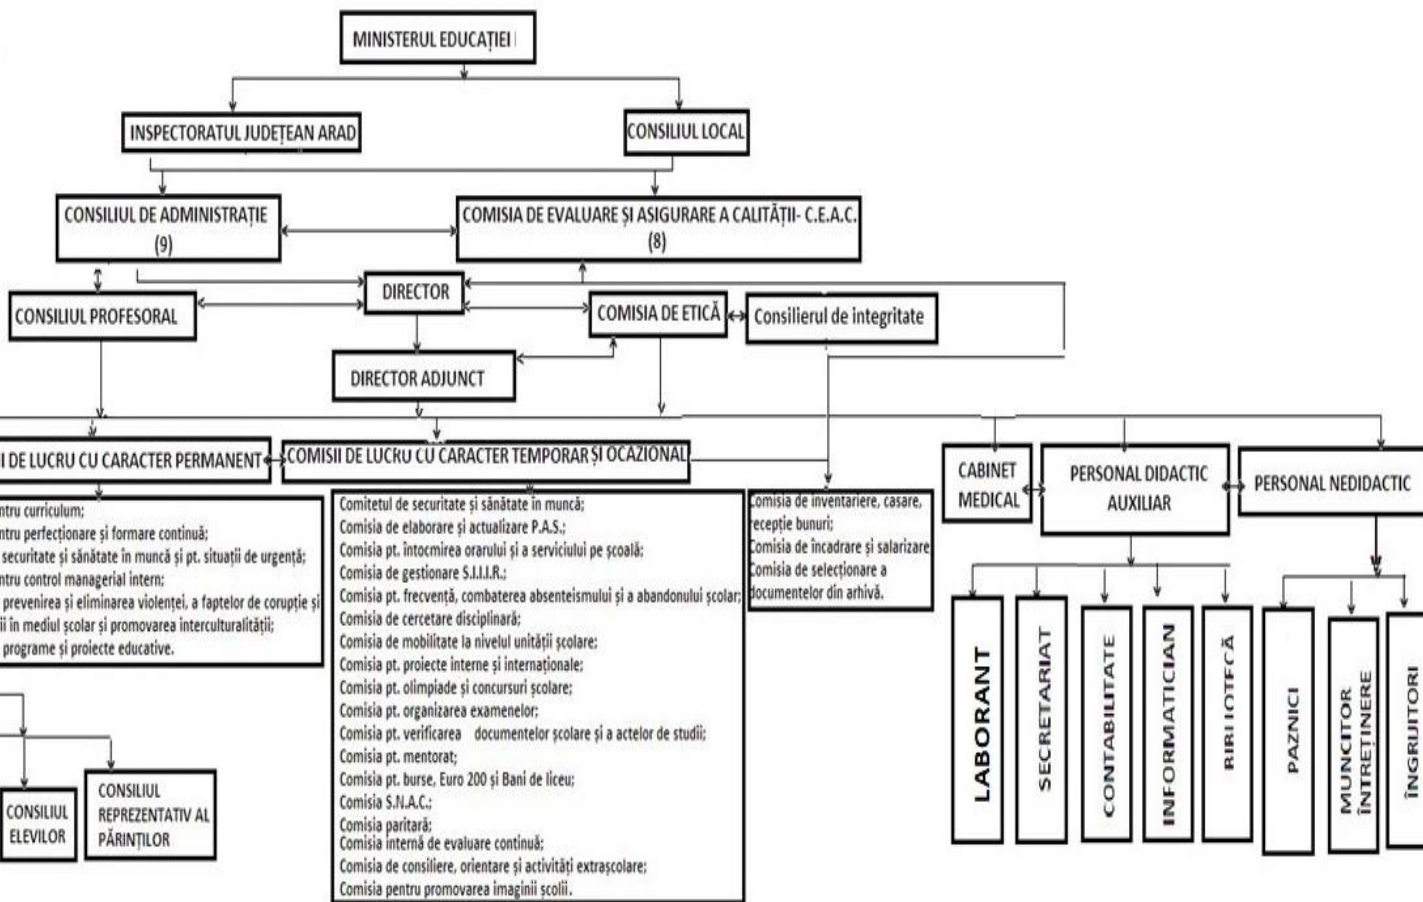 MINISTERUL EDUCAȚIEI
INSPECTORATUL JUDEȚEAN ARAD
CONSILIUL LOCAL
CONSILIUL DE ADMINISTRAȚIE
(9)
COMISIA DE EVALUARE ȘI ASIGURARE A CALITĂȚII- C.E.A.C.
(8)
DIRECTOR
CONSILIUL PROFESORAL
COMISIA DE ETICĂ
Consilierul de integritate
DIRECTOR ADJUNCT
DE LUCRU CU CARACTER PERMANENT
COMISII DE LUCRU CU CARACTER TEMPORAR ȘI OCAZIONAL
CABINET
MEDICAL
PERSONAL DIDACTIC
AUXILIAR
PERSONAL NEDIDACTIC
ntru curriculum;
ntru perfecționare și formare continuă;
securitate și sănătate în muncă și pt. situații de urgență;
ntru control managerial intern;
prevenirea și eliminarea violenței, a faptelor de corupție și
ii în mediul școlar și promovarea interculturalității;
programe și proiecte educative.
Comitetul de securitate și sănătate în muncă;
Comisia de elaborare și actualizare P.A.S.;
Comisia pt. întocmirea orarului și a serviciului pe școală;
Comisia de gestionare S.I.I.I.R.;
Comisia pt. frecvență, combaterea absenteismului și a abandonului școlar;
Comisia de cercetare disciplinară;
Comisia de mobilitate la nivelul unității școlare;
Comisia pt. proiecte interne și internaționale;
Comisia pt. olimpiade și concursuri școlare;
Comisia pt. organizarea examenelor;
Comisia pt. verificarea documentelor școlare și a actelor de studii;
Comisia pt. mentorat;
Comisia pt. burse, Euro 200 și Bani de liceu;
Comisia S.N.A.C.;
Comisia paritară;
Comisia internă de evaluare continuă;
Comisia de consiliere, orientare și activități extrașcolare;
Comisia pentru promovarea imaginii școlii.
Comisia de inventariere, casare,
recepție bunuri;
Comisia de încadrare și salarizare
Comisia de selecționare a
documentelor din arhivă.
LABORANT
SECRETARIAT
CONTABILITATE
INFORMATICIAN
BIBLIOTECĂ
PAZNICI
MUNCITOR
ÎNTREȚINERE
ÎNGRIJITORI
CONSILIUL
ELEVILOR
CONSILIUL
REPREZENTATIV AL
PĂRINȚILOR